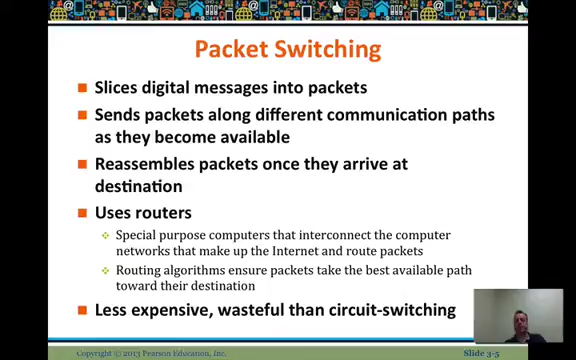 Packet Switching
Slices digital messages into packets
Sends packets along different communication paths
as they become available
Reassembles packets once they arrive at
destination
Uses routers
Special purpose computers that interconnect the computer
networks that make up the Internet and route packets
Routing algorithms ensure packets take the best available path
toward their destination
Less expensive, wasteful than circuit-switching
Copyright © 2013 Pearson Education, Inc.
Slide 3-5